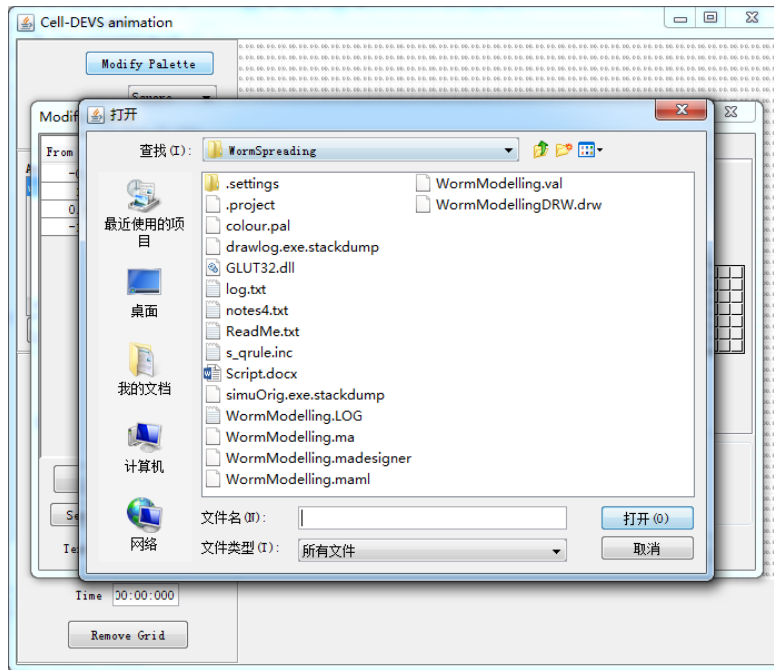 Cell-DEVS animation
Modify Palette
打开
From
查找(I):
WormSpreading
最近使用的项目
桌面
我的文档
计算机
网络
.settings
.project
colour.pal
drawlog.exe.stackdump
GLUT32.dll
log.txt
notes4.txt
ReadMe.txt
s_qrule.inc
Script.docx
simuOrig.exe.stackdump
WormModelling.LOG
WormModelling.ma
WormModelling.madesigner
WormModelling.maml
WormModelling.val
WormModellingDRW.drw
文件名(N):
打开(O)
文件类型(T):
所有文件
取消
Time
00:00:000
Remove Grid